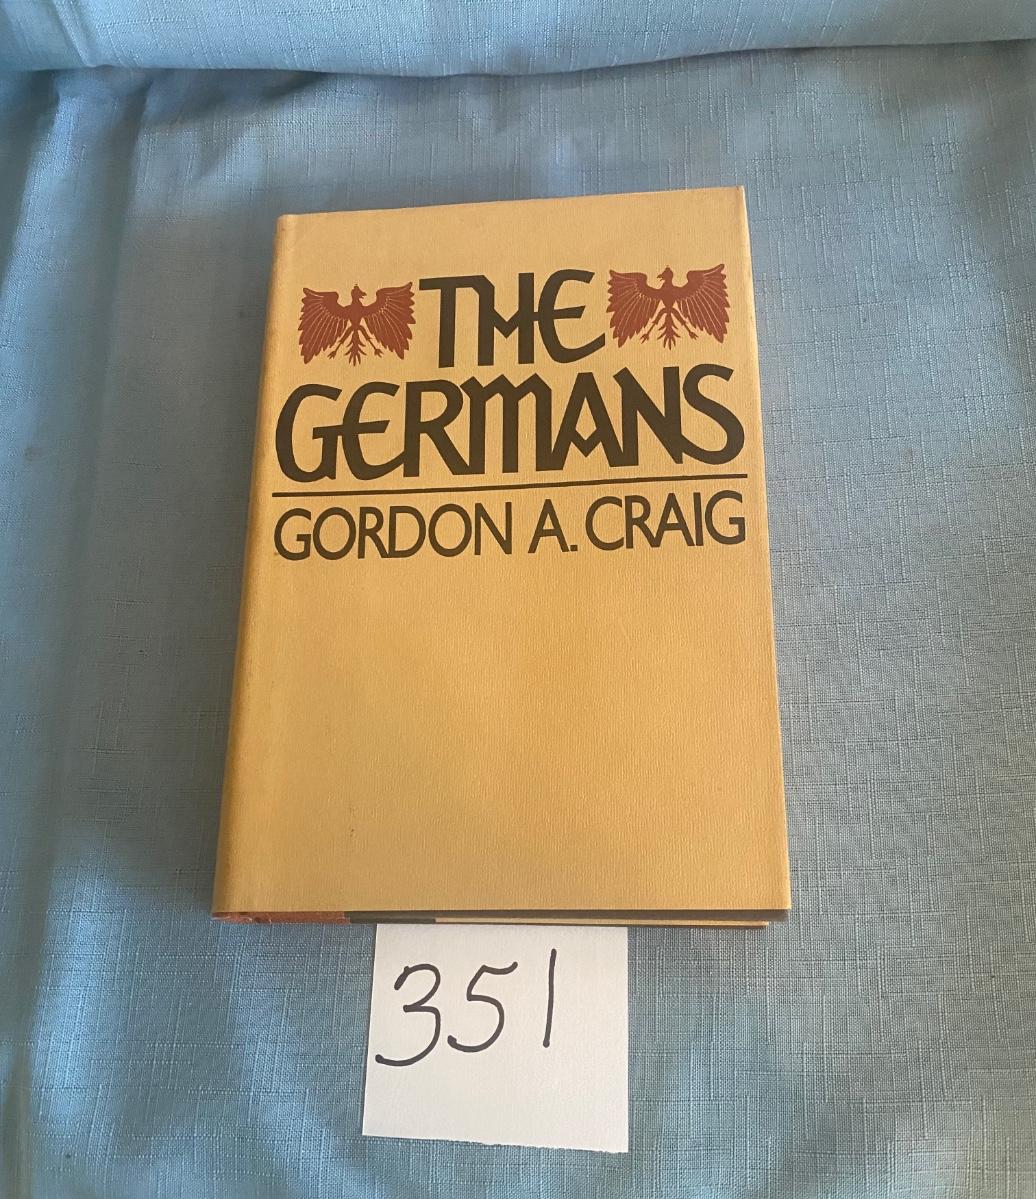 THE
GERMANS
GORDON A. CRAIG
351